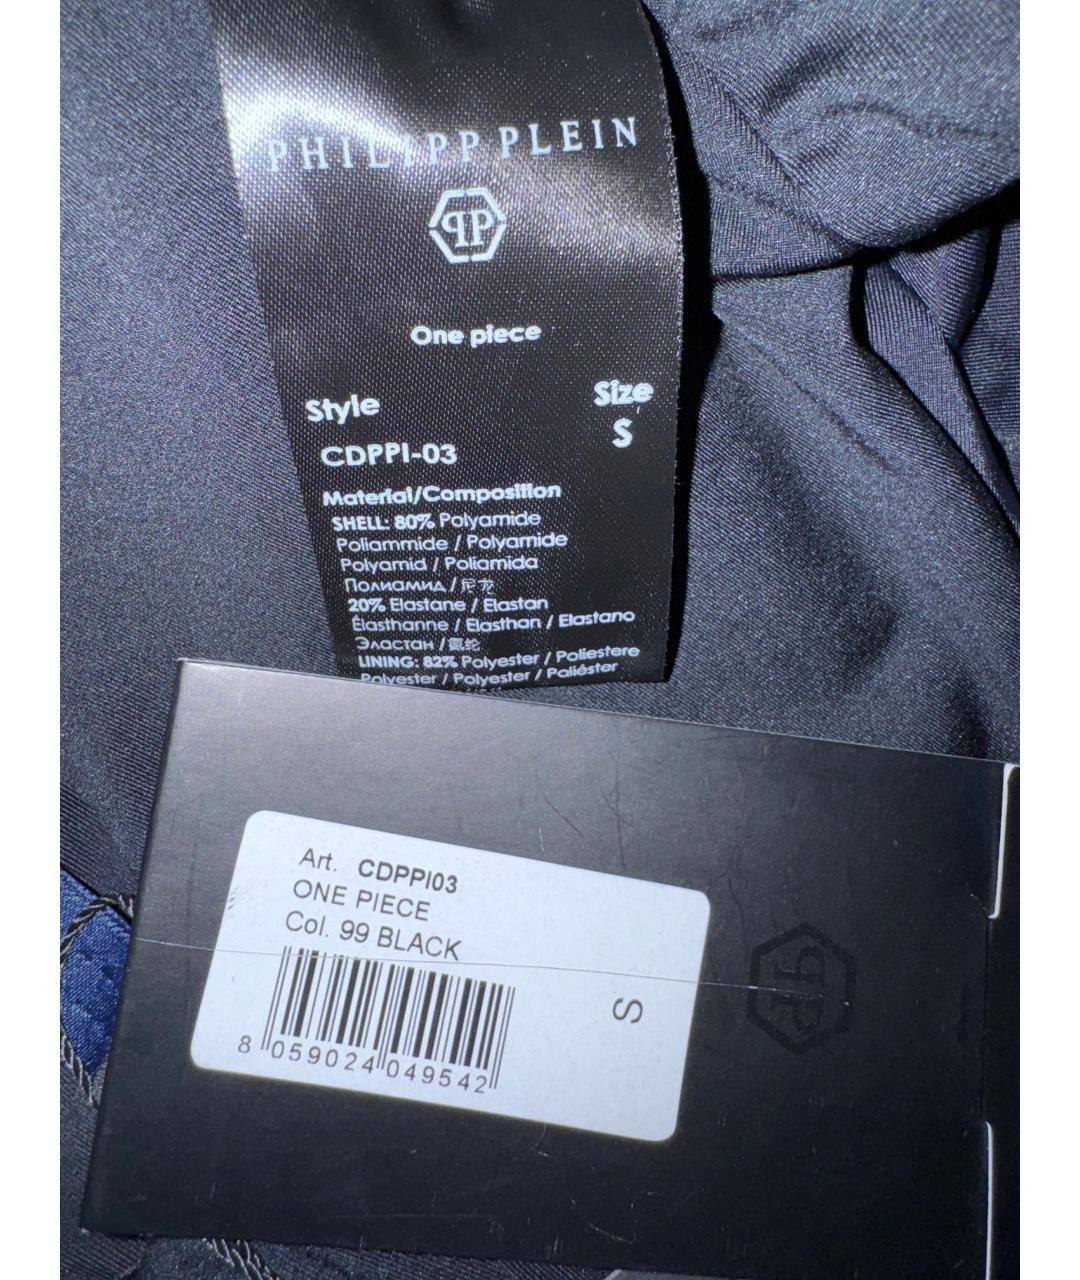 PHILIPP PLEIN
One piece
Style
Size
S
CDPPI-03
Material/Composition
SHELL: 80% Polyamide
Poliammide / Polyamide
Polyamid / Poliamida
Полиамид / 尼龙
20% Elastane / Elastan
Élasthanne / Elasthan / Elastano
Эластан / 氨纶
LINING: 82% Polyester / Poliestere
Polyester / Polyester / Poliéster
Art. CDPPI03
ONE PIECE
Col. 99 BLACK
S
8 059024 049542